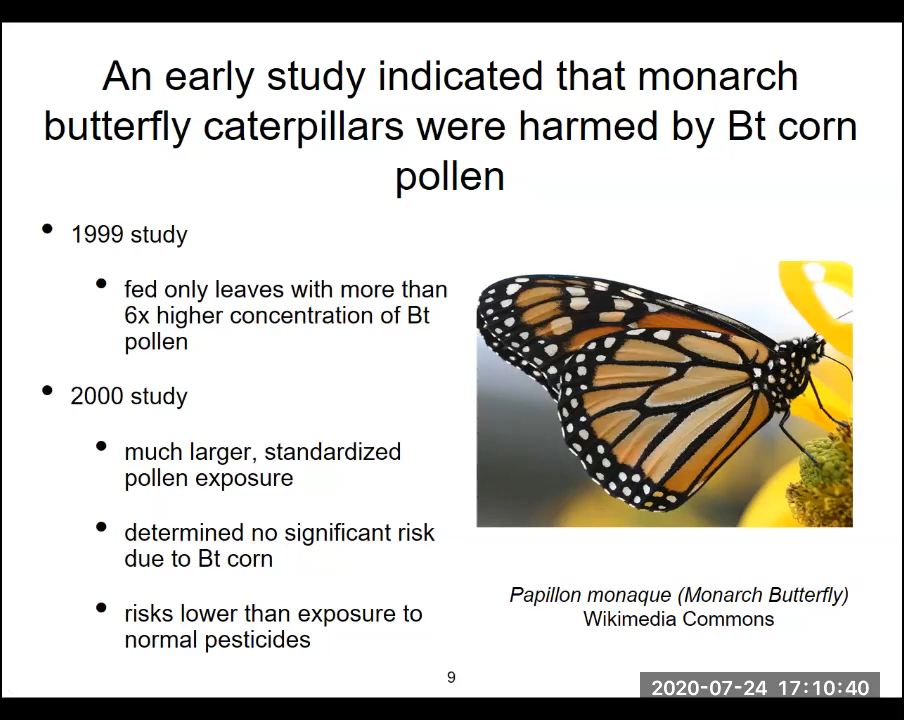 An early study indicated that monarch
butterfly caterpillars were harmed by Bt corn
pollen
• 1999 study
• fed only leaves with more than
6x higher concentration of Bt
pollen
• 2000 study
• much larger, standardized
pollen exposure
• determined no significant risk
due to Bt corn
• risks lower than exposure to
normal pesticides
Papillon monaque (Monarch Butterfly)
Wikimedia Commons
9
2020-07-24 17:10:40